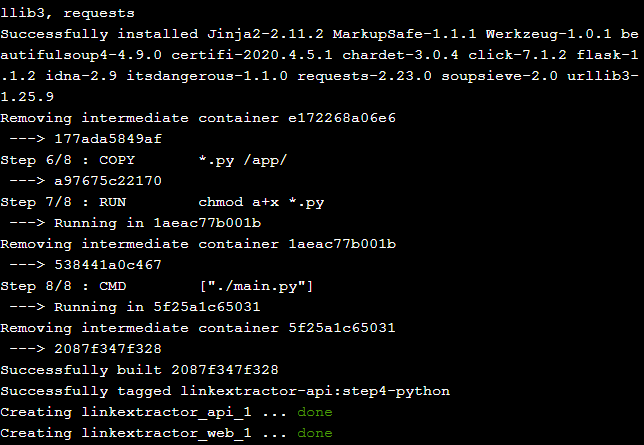 llib3, requests
Successfully installed Jinja2-2.11.2 MarkupSafe-1.1.1 Werkzeug-1.0.1 be
autifulsoup4-4.9.0 certifi-2020.4.5.1 chardet-3.0.4 click-7.1.2 flask-1
.1.2 idna-2.9 itsdangerous-1.1.0 requests-2.23.0 soupsieve-2.0 urllib3-
1.25.9
Removing intermediate container e172268a06e6
 ---> 177ada5849af
Step 6/8 : COPY       *.py /app/
 ---> a97675c22170
Step 7/8 : RUN        chmod a+x *.py
 ---> Running in 1aeac77b001b
Removing intermediate container 1aeac77b001b
 ---> 538441a0c467
Step 8/8 : CMD        ["./main.py"]
 ---> Running in 5f25a1c65031
Removing intermediate container 5f25a1c65031
 ---> 2087f347f328
Successfully built 2087f347f328
Successfully tagged linkextractor-api:step4-python
Creating linkextractor_api_1 ... done
Creating linkextractor_web_1 ... done